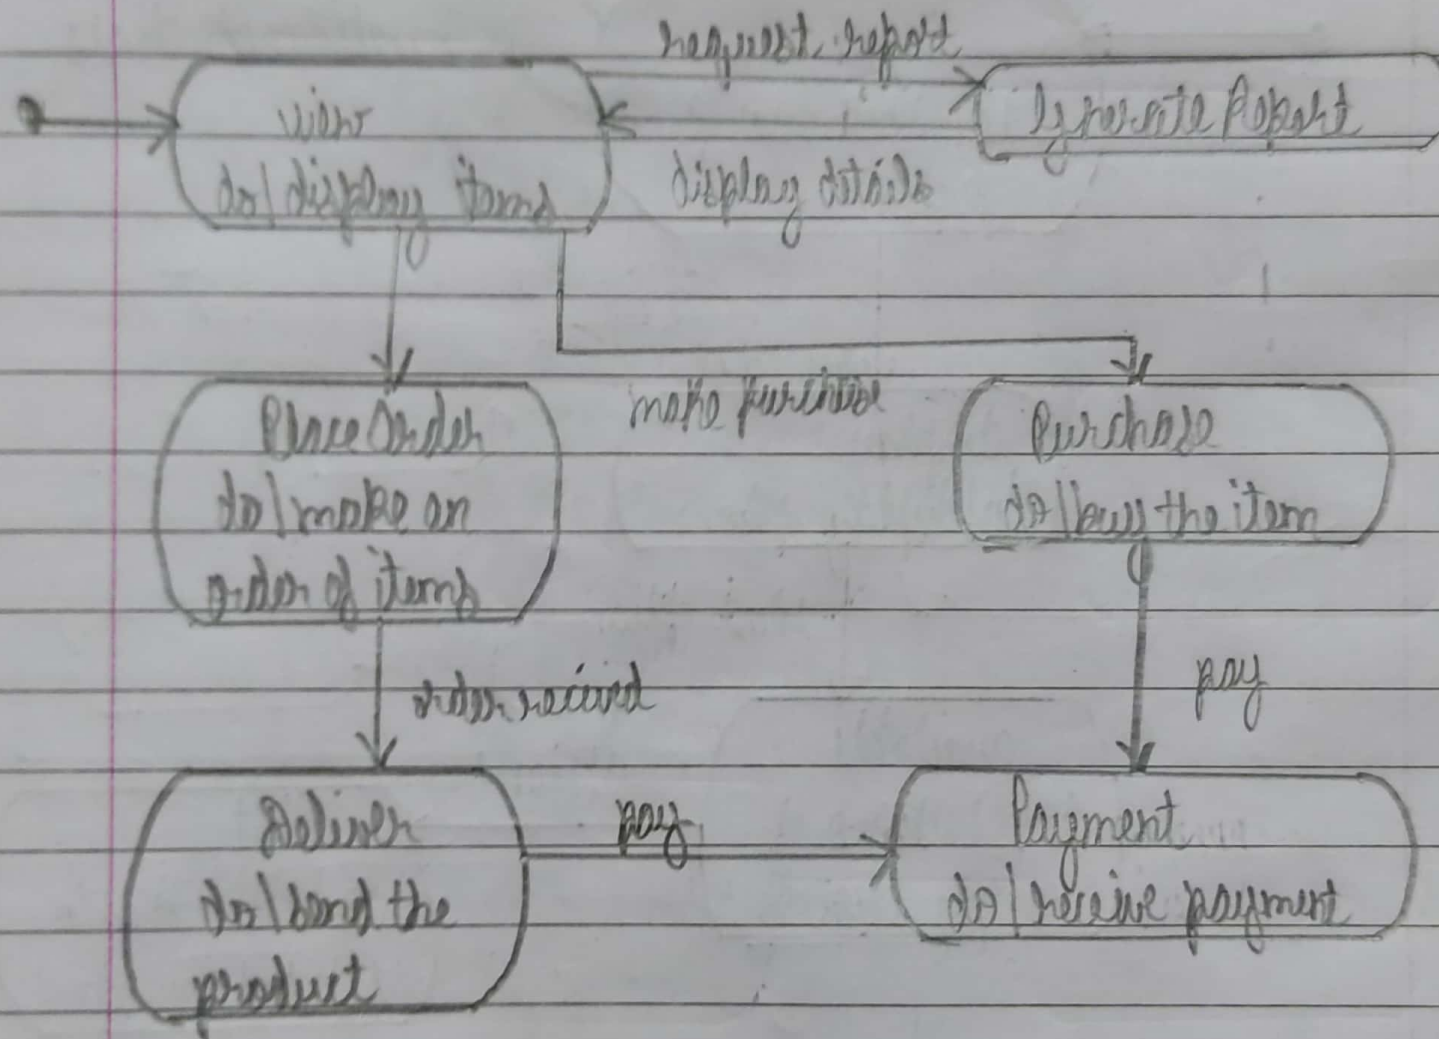 request report
view
do/display items
Generate Report
display details
make purchase
Place Order
do/make an
order of items
Purchase
do/buy the item
order received
pay
Deliver
do/send the
product
pay
Payment
do/receive payment